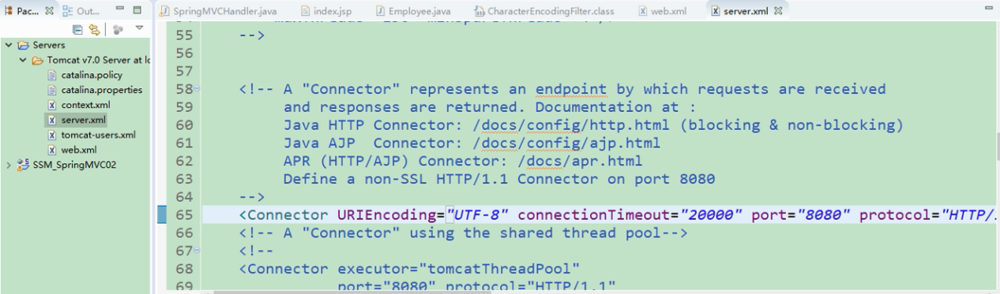 Pac...
Out...
SpringMVCHandler.java
index.jsp
Employee.java
CharacterEncodingFilter.class
web.xml
server.xml
Servers
Tomcat v7.0 Server at lo
catalina.policy
catalina.properties
context.xml
server.xml
tomcat-users.xml
web.xml
SSM_SpringMVC02
55 -->
56
57
58 <!-- A "Connector" represents an endpoint by which requests are received
59 and responses are returned. Documentation at :
60 Java HTTP Connector: /docs/config/http.html (blocking & non-blocking)
61 Java AJP  Connector: /docs/config/ajp.html
62 APR (HTTP/AJP) Connector: /docs/apr.html
63 Define a non-SSL HTTP/1.1 Connector on port 8080
64 -->
65 <Connector URIEncoding="UTF-8" connectionTimeout="20000" port="8080" protocol="HTTP/
66 <!-- A "Connector" using the shared thread pool-->
67 <!--
68 <Connector executor="tomcatThreadPool"
69 port="8080" protocol="HTTP/1.1"